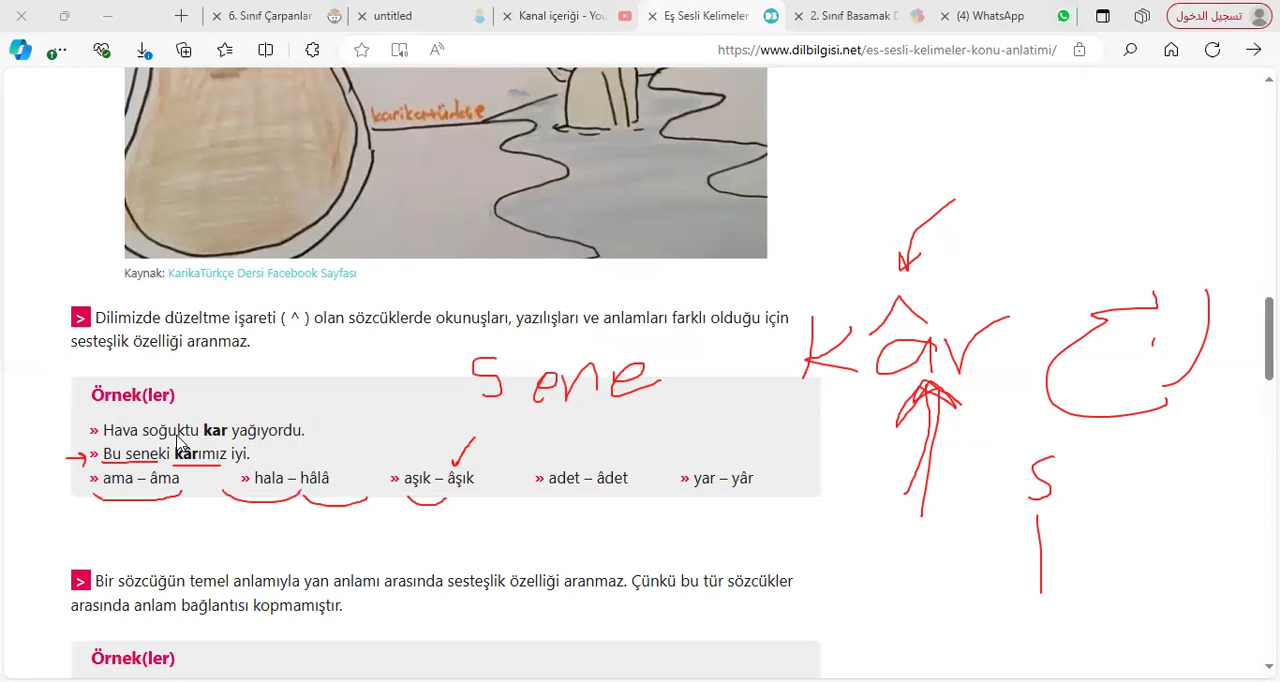 6. Sınıf Çarpanlar
untitled
Kanal içeriği - You
Eş Sesli Kelimeler
2. Sınıf Basamak D
(4) WhatsApp
تسجيل الدخول
https://www.dilbilgisi.net/es-sesli-kelimeler-konu-anlatimi/
karikatürkçe
Kaynak: KarikaTürkçe Dersi Facebook Sayfası
> Dilimizde düzeltme işareti ( ^ ) olan sözcüklerde okunuşları, yazılışları ve anlamları farklı olduğu için
sesteşlik özelliği aranmaz.
kâr
sene
Örnek(ler)
» Hava soğuktu kar yağıyordu.
» Bu seneki kârımız iyi.
» ama – âma » hala – hâlâ » aşık – âşık » adet – âdet » yar – yâr
S
> Bir sözcüğün temel anlamıyla yan anlamı arasında sesteşlik özelliği aranmaz. Çünkü bu tür sözcükler
arasında anlam bağlantısı kopmamıştır.
Örnek(ler)